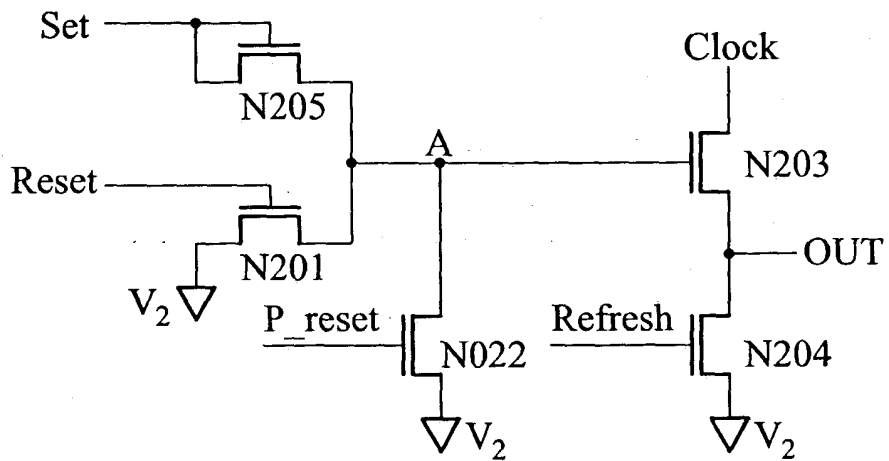 Set
Clock
N205
A
N203
Reset
OUT
N201
V2
P_reset
Refresh
N022
N204
V2
V2